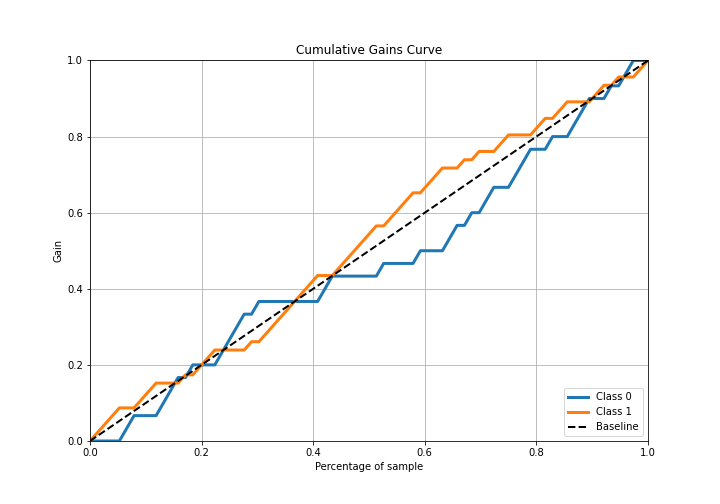 Cumulative Gains Curve
Gain
1.0
0.8
0.6
0.4
0.2
0.0
0.0 0.2 0.4 0.6 0.8 1.0
Percentage of sample
Class 0
Class 1
Baseline